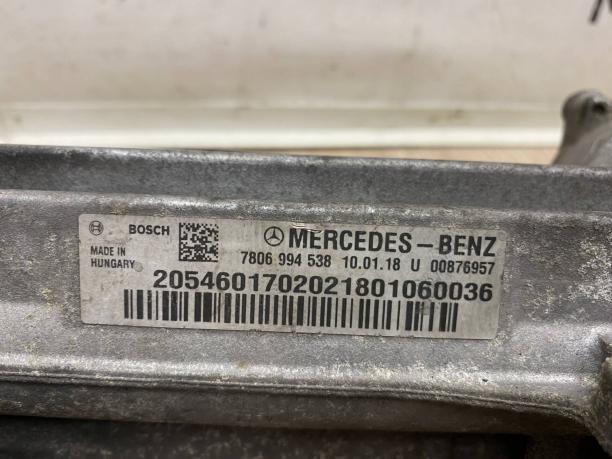 BOSCH MERCEDES-BENZ
MADE IN
HUNGARY
7806 994 538 10.01.18 U 00876957
2054601702021801060036